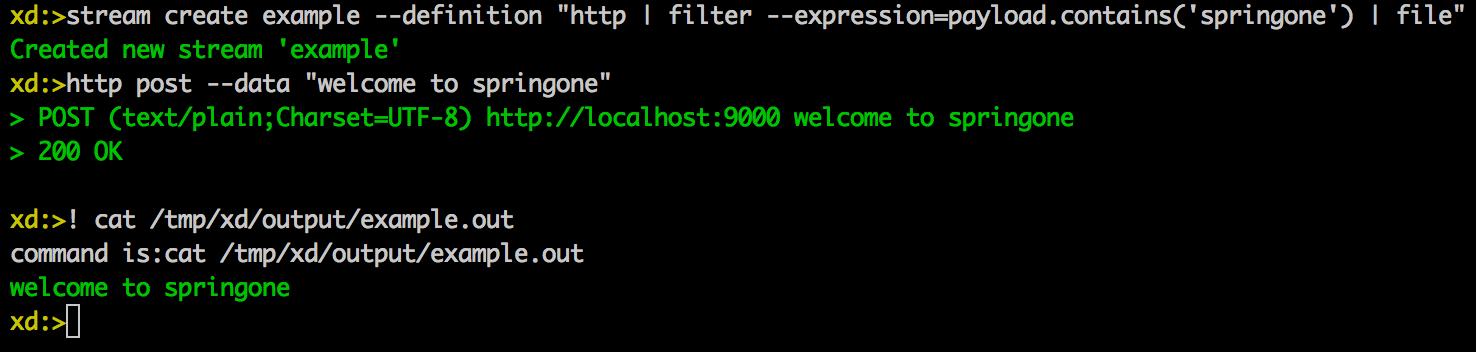 xd:>stream create example --definition "http | filter --expression=payload.contains('springone') | file"
Created new stream 'example'
xd:>http post --data "welcome to springone"
> POST (text/plain;Charset=UTF-8) http://localhost:9000 welcome to springone
> 200 OK
xd:>! cat /tmp/xd/output/example.out
command is:cat /tmp/xd/output/example.out
welcome to springone
xd:>